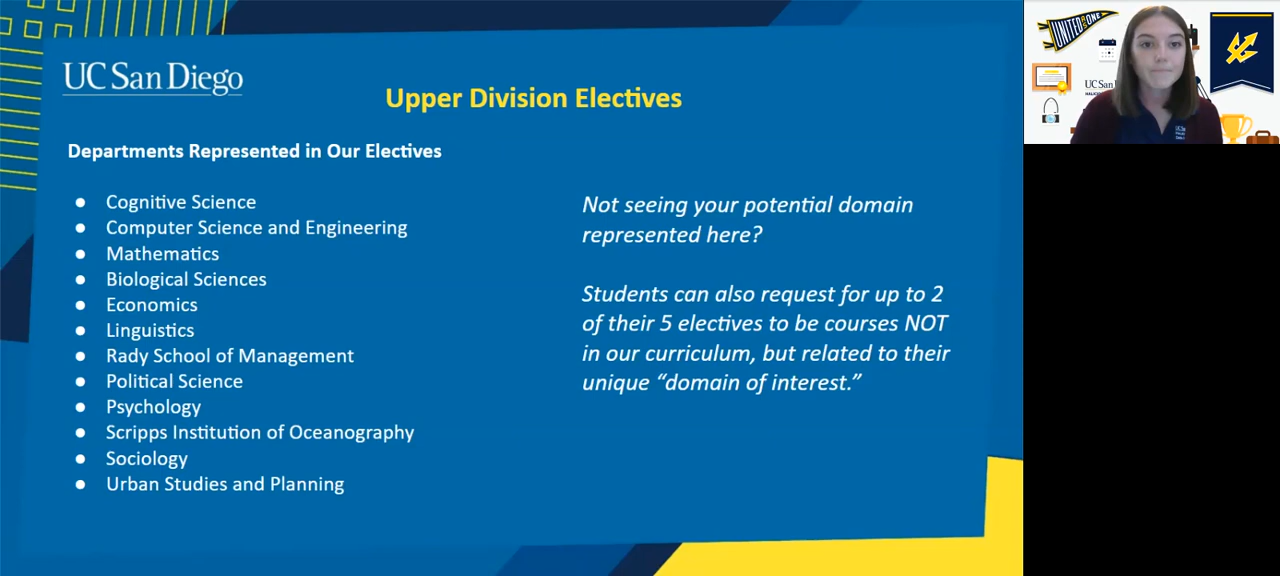 UC San Diego
Upper Division Electives
Departments Represented in Our Electives
● Cognitive Science
● Computer Science and Engineering
● Mathematics
● Biological Sciences
● Economics
● Linguistics
● Rady School of Management
● Political Science
● Psychology
● Scripps Institution of Oceanography
● Sociology
● Urban Studies and Planning
Not seeing your potential domain
represented here?
Students can also request for up to 2
of their 5 electives to be courses NOT
in our curriculum, but related to their
unique “domain of interest.”
UNITED AS ONE
UC San